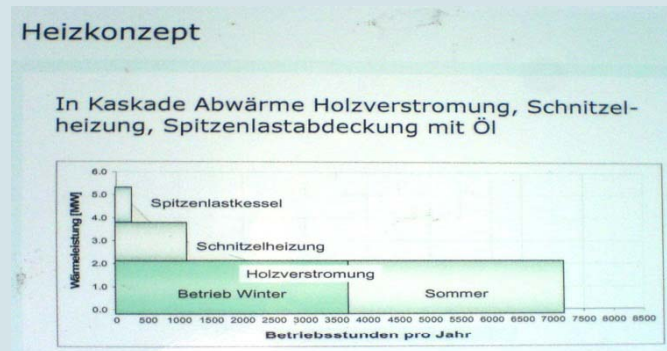 Heizkonzept
In Kaskade Abwärme Holzverstromung, Schnitzel-
heizung, Spitzenlastabdeckung mit Öl
Wärmeleistung [MW]
6.0
5.0
4.0
3.0
2.0
1.0
0.0
Spitzenlastkessel
Schnitzelheizung
Holzverstromung
Betrieb Winter
Sommer
0 500 1000 1500 2000 2500 3000 3500 4000 4500 5000 5500 6000 6500 7000 7500 8000 8500
Betriebsstunden pro Jahr